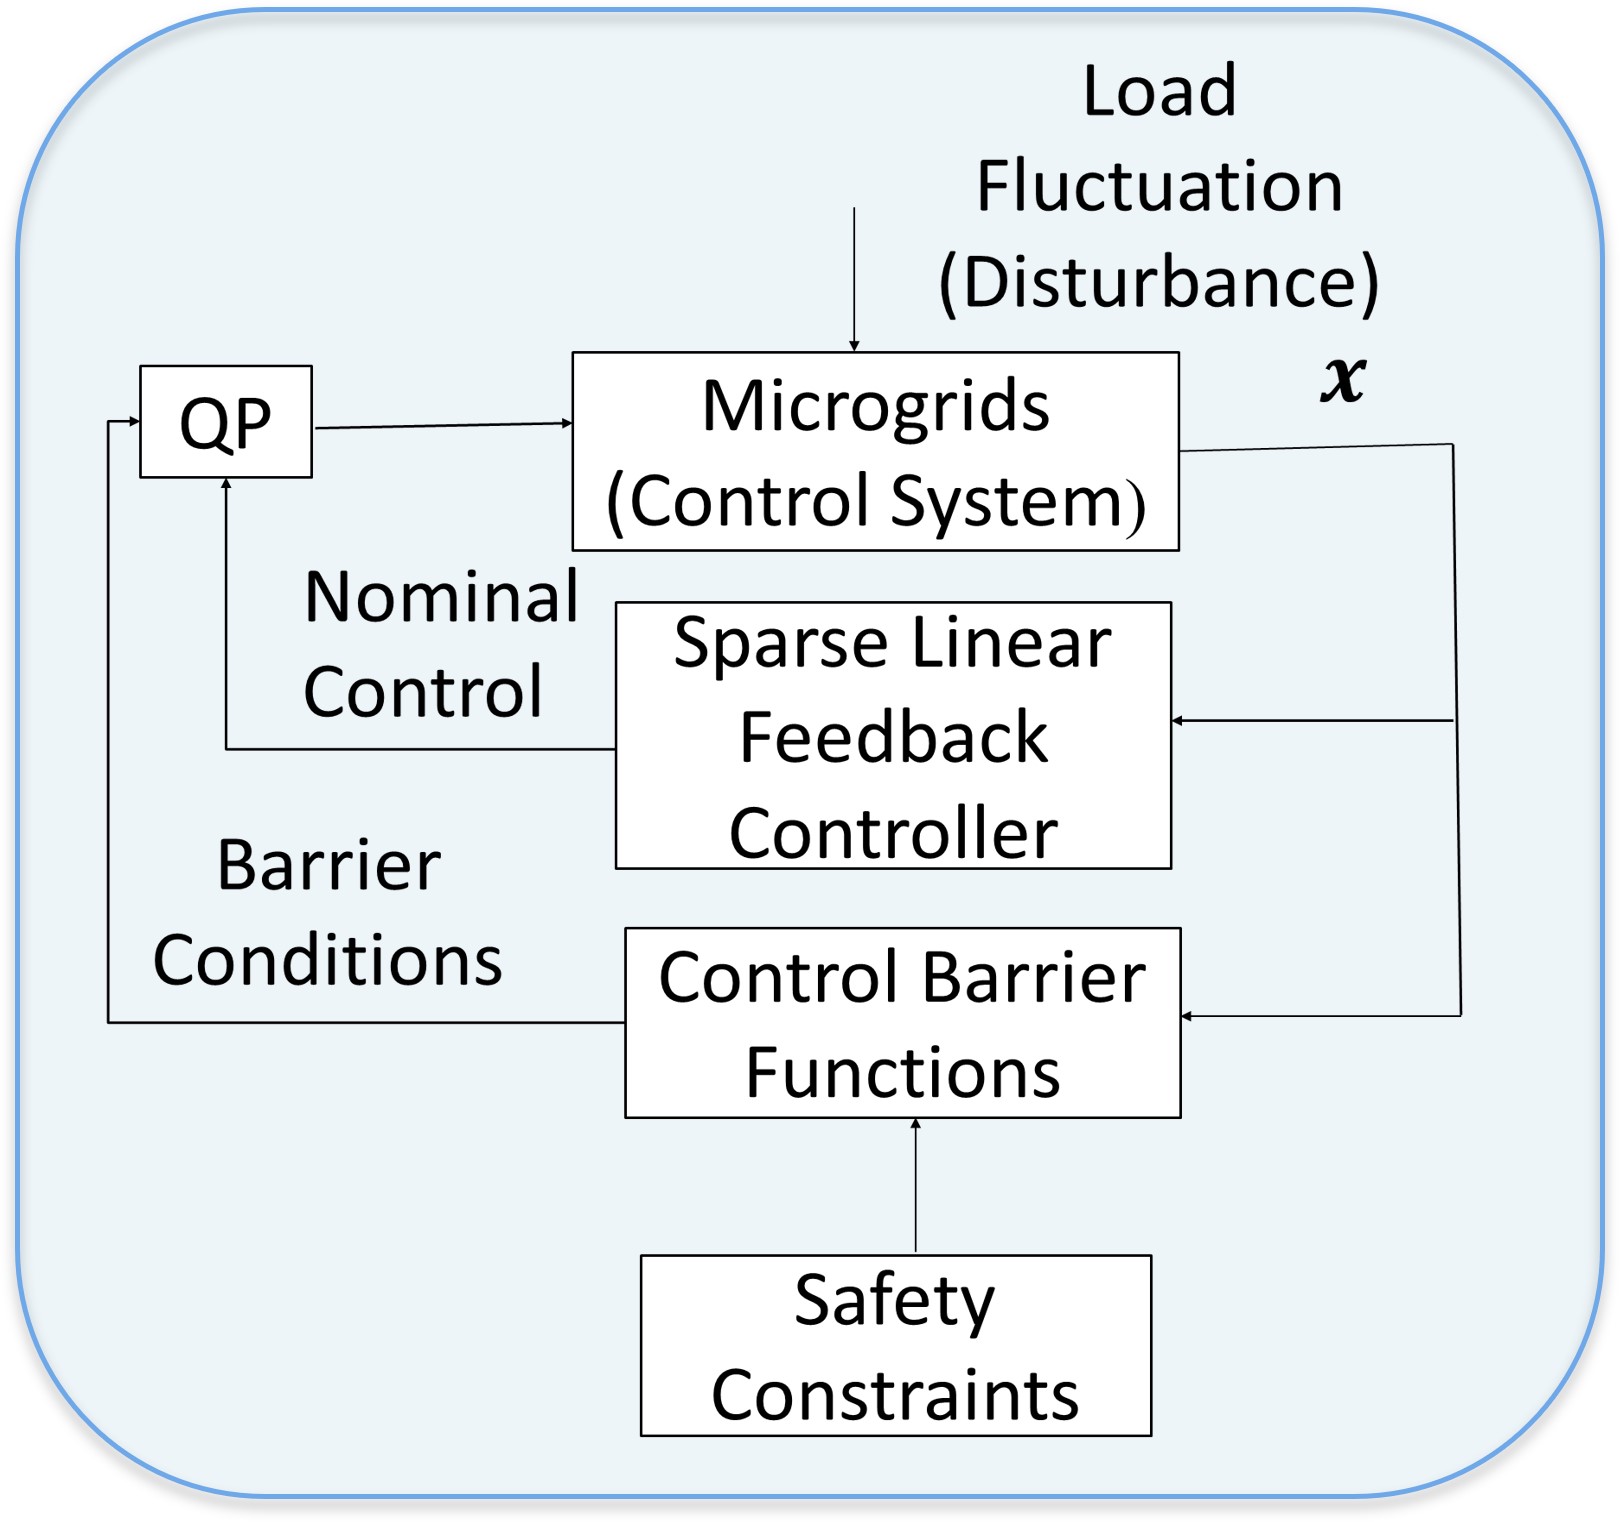 Load
Fluctuation
(Disturbance)
x
QP
Microgrids
(Control System)
Nominal
Control
Sparse Linear
Feedback
Controller
Barrier
Conditions
Control Barrier
Functions
Safety
Constraints